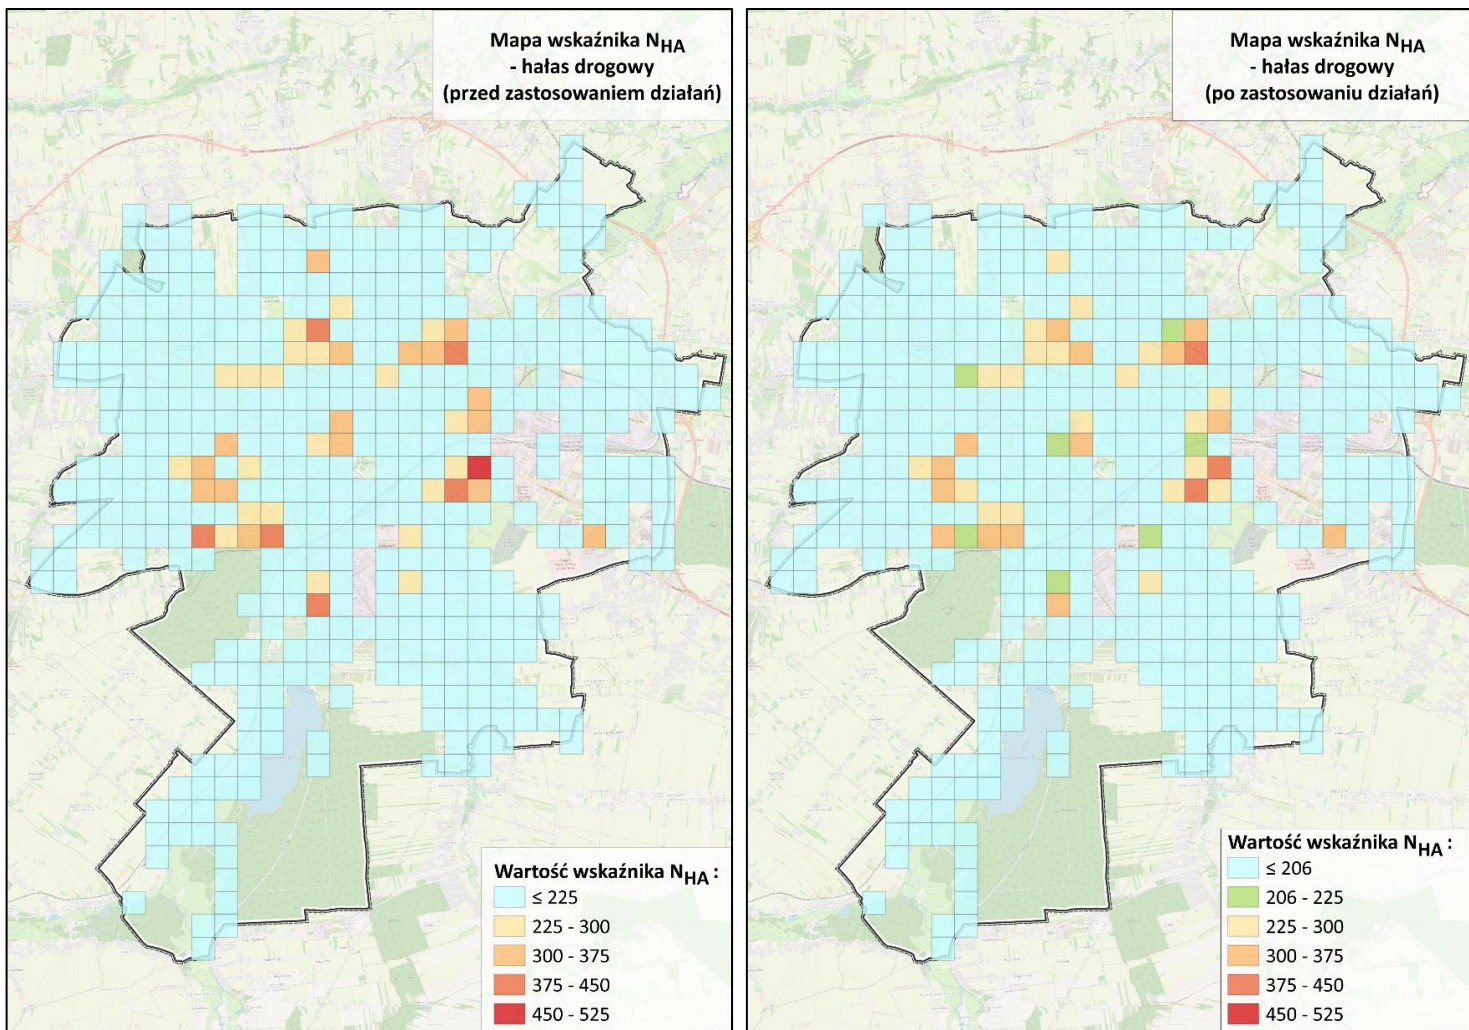 Mapa wskaźnika NHA
- hałas drogowy
(przed zastosowaniem działań)
Wartość wskaźnika NHA :
≤ 225
225 - 300
300 - 375
375 - 450
450 - 525
Mapa wskaźnika NHA
- hałas drogowy
(po zastosowaniu działań)
Wartość wskaźnika NHA :
≤ 206
206 - 225
225 - 300
300 - 375
375 - 450
450 - 525